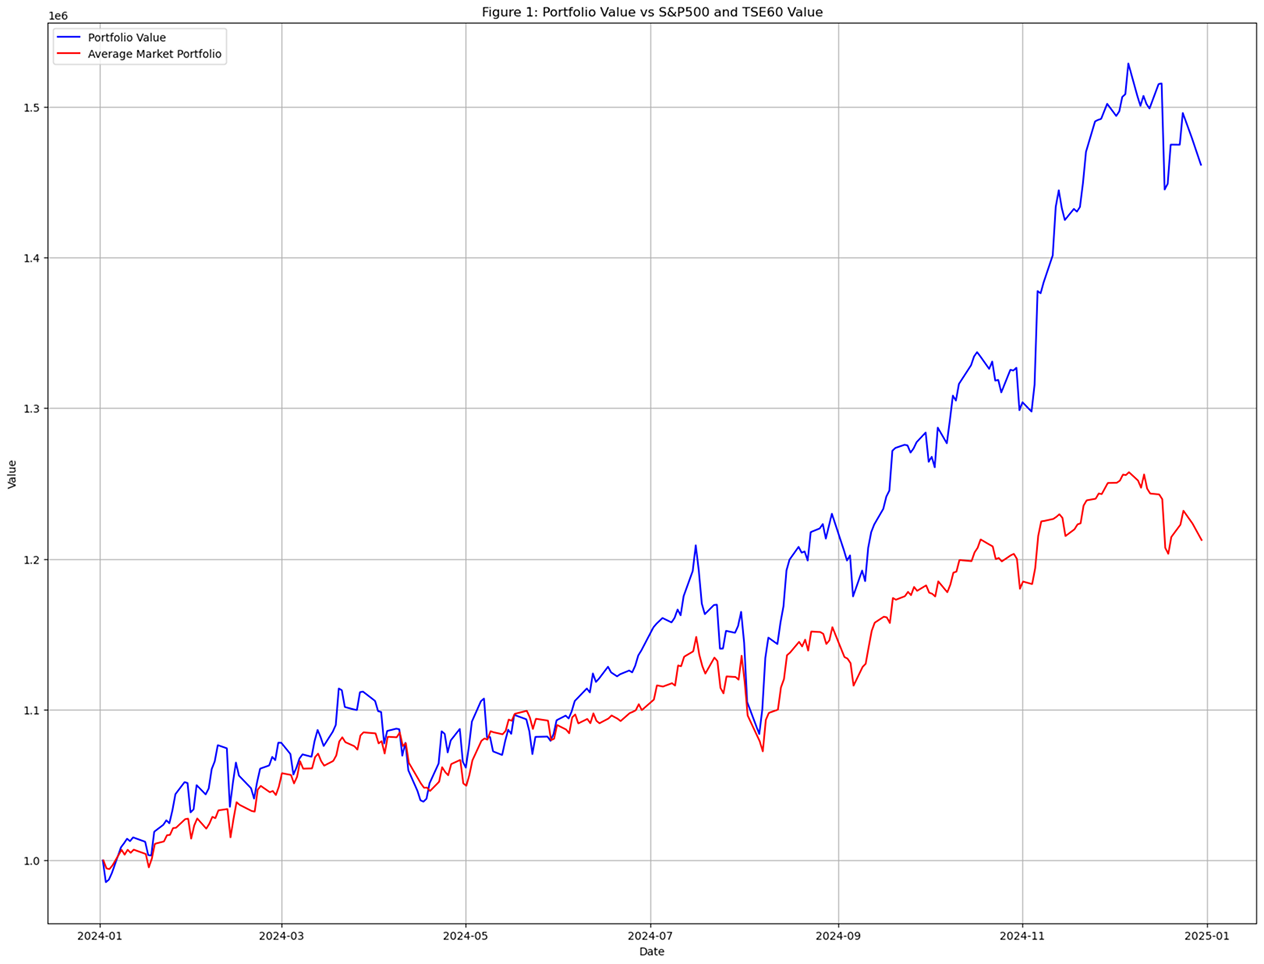 Figure 1: Portfolio Value vs S&P500 and TSE60 Value
1e6
Portfolio Value
Average Market Portfolio
1.5
1.4
1.3
1.2
1.1
1.0
Value
2024-01 2024-03 2024-05 2024-07 2024-09 2024-11 2025-01
Date